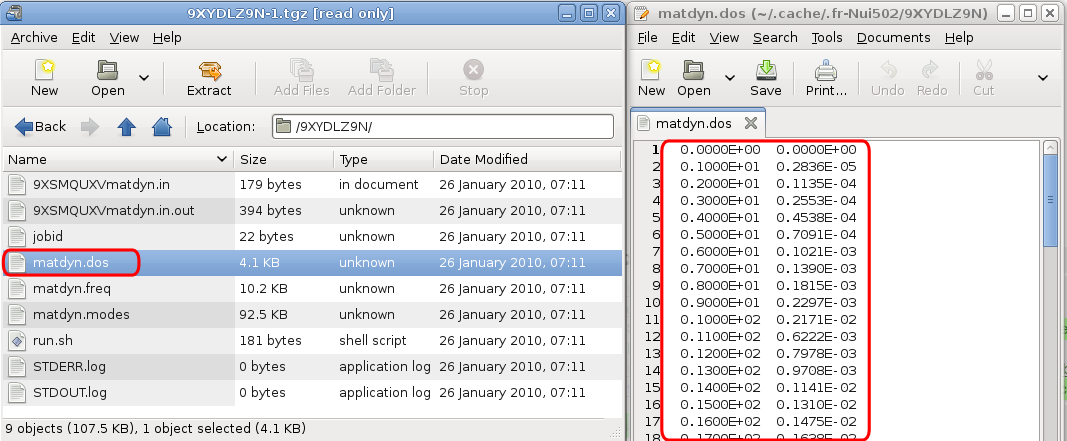 9XYDLZ9N-1.tgz [read only]
Archive Edit View Help
New Open Extract Add Files Add Folder Stop
Back Location: /9XYDLZ9N/
Name Size Type Date Modified
9XSMQUXVmatdyn.in 179 bytes in document 26 January 2010, 07:11
9XSMQUXVmatdyn.in.out 394 bytes unknown 26 January 2010, 07:11
jobid 22 bytes unknown 26 January 2010, 07:11
matdyn.dos 4.1 KB unknown 26 January 2010, 07:11
matdyn.freq 10.2 KB unknown 26 January 2010, 07:11
matdyn.modes 92.5 KB unknown 26 January 2010, 07:11
run.sh 181 bytes shell script 26 January 2010, 07:11
STDERR.log 0 bytes application log 26 January 2010, 07:11
STDOUT.log 0 bytes application log 26 January 2010, 07:11
9 objects (107.5 KB), 1 object selected (4.1 KB)
matdyn.dos (~/.cache/.fr-Nui502/9XYDLZ9N)
File Edit View Search Tools Documents Help
New Open Save Print... Undo Redo Cut
matdyn.dos
1 0.0000E+00 0.0000E+00
2 0.1000E+01 0.2836E-05
3 0.2000E+01 0.1135E-04
4 0.3000E+01 0.2553E-04
5 0.4000E+01 0.4538E-04
6 0.5000E+01 0.7091E-04
7 0.6000E+01 0.1021E-03
8 0.7000E+01 0.1390E-03
9 0.8000E+01 0.1815E-03
10 0.9000E+01 0.2297E-03
11 0.1000E+02 0.2171E-02
12 0.1100E+02 0.6222E-03
13 0.1200E+02 0.7978E-03
14 0.1300E+02 0.9708E-03
15 0.1400E+02 0.1141E-02
16 0.1500E+02 0.1310E-02
17 0.1600E+02 0.1475E-02
18 0.1700E+02 0.1638E-02